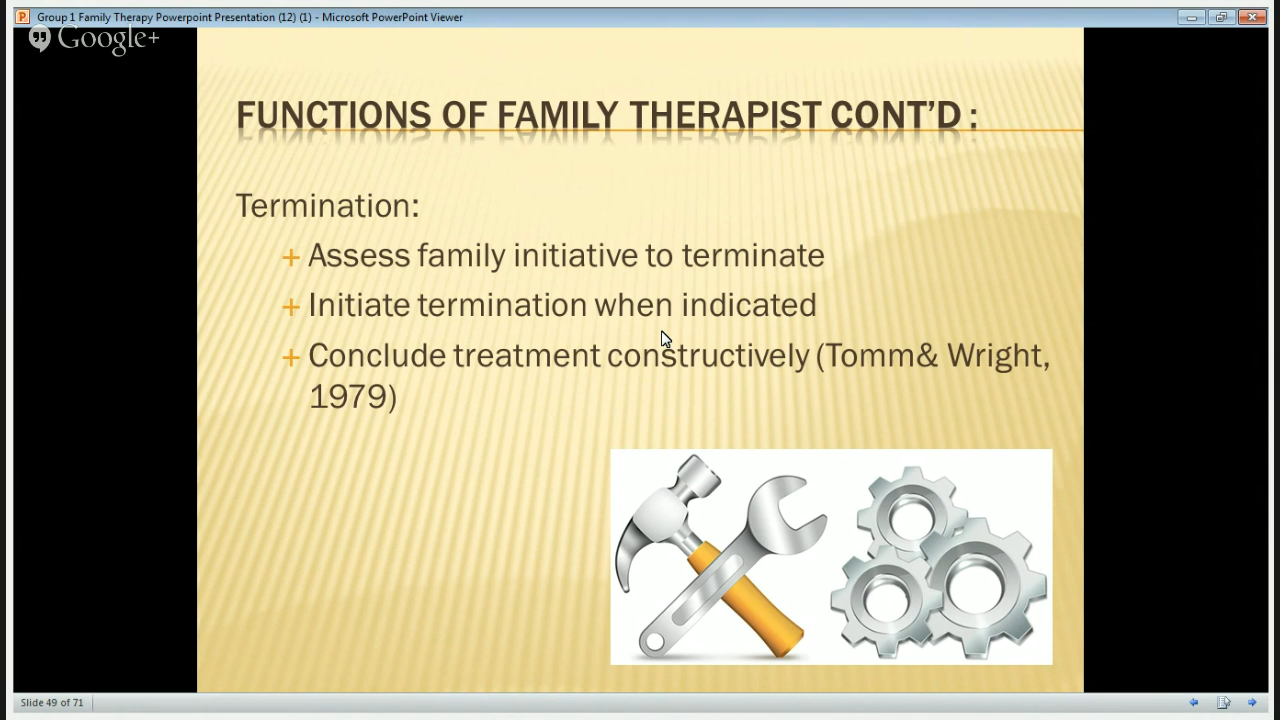 Group 1 Family Therapy Powerpoint Presentation (12) (1) - Microsoft PowerPoint Viewer
Google+
FUNCTIONS OF FAMILY THERAPIST CONT’D :
Termination:
Assess family initiative to terminate
Initiate termination when indicated
Conclude treatment constructively (Tomm& Wright,
1979)
Slide 49 of 71